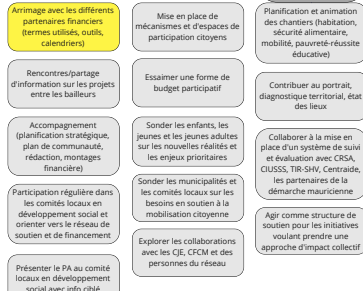 Arrimage avec les différents
partenaires financiers
(termes utilisés, outils,
calendriers)
Rencontres/partage
d'information sur les projets
entre les bailleurs
Accompagnement
(planification stratégique,
plan de communauté,
rédaction, montages
financière)
Participation régulière dans
les comités locaux en
développement social et
orienter vers le réseau de
soutien et de financement
Présenter le PA au comité
locaux en développement
social avec info ciblé
Mise en place de
mécanismes et d'espaces de
participation citoyens
Essaimer une forme de
budget participatif
Sonder les enfants, les
jeunes et les jeunes adultes
sur les nouvelles réalités et
les enjeux prioritaires
Sonder les municipalités et
les comités locaux sur les
besoins en soutien à la
mobilisation citoyenne
Explorer les collaborations
avec les CJE, CFCM et des
personnes du réseau
Planification et animation
des chantiers (habitation,
sécurité alimentaire,
mobilité, pauvreté-réussite
éducative)
Contribuer au portrait,
diagnostique territorial, état
des lieux
Collaborer à la mise en
place d'un système de suivi
et évaluation avec CRSA,
CIUSSS, TIR-SHV, Centraide,
les partenaires de la
démarche mauricienne
Agir comme structure de
soutien pour les initiatives
voulant prendre une
approche d'impact collectif